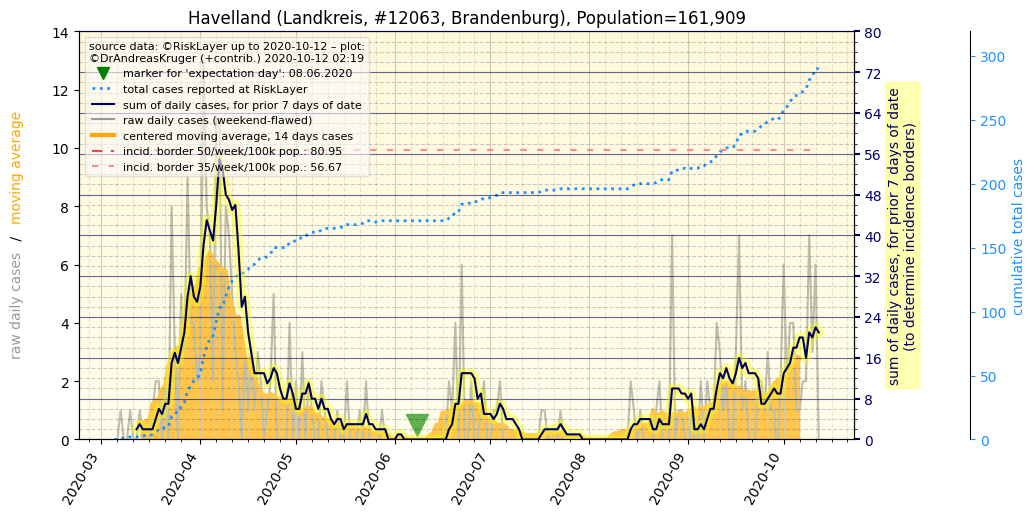 Havelland (Landkreis, #12063, Brandenburg), Population=161,909
source data: ©RiskLayer up to 2020-10-12 – plot:
©DrAndreasKruger (+contrib.) 2020-10-12 02:19
marker for 'expectation day': 08.06.2020
total cases reported at RiskLayer
sum of daily cases, for prior 7 days of date
raw daily cases (weekend-flawed)
centered moving average, 14 days cases
incid. border 50/week/100k pop.: 80.95
incid. border 35/week/100k pop.: 56.67
raw daily cases / moving average
14
12
10
8
6
4
2
0
80
72
64
56
48
40
32
24
16
8
0
sum of daily cases, for prior 7 days of date
(to determine incidence borders)
300
250
200
150
100
50
0
cumulative total cases
2020-03
2020-04
2020-05
2020-06
2020-07
2020-08
2020-09
2020-10